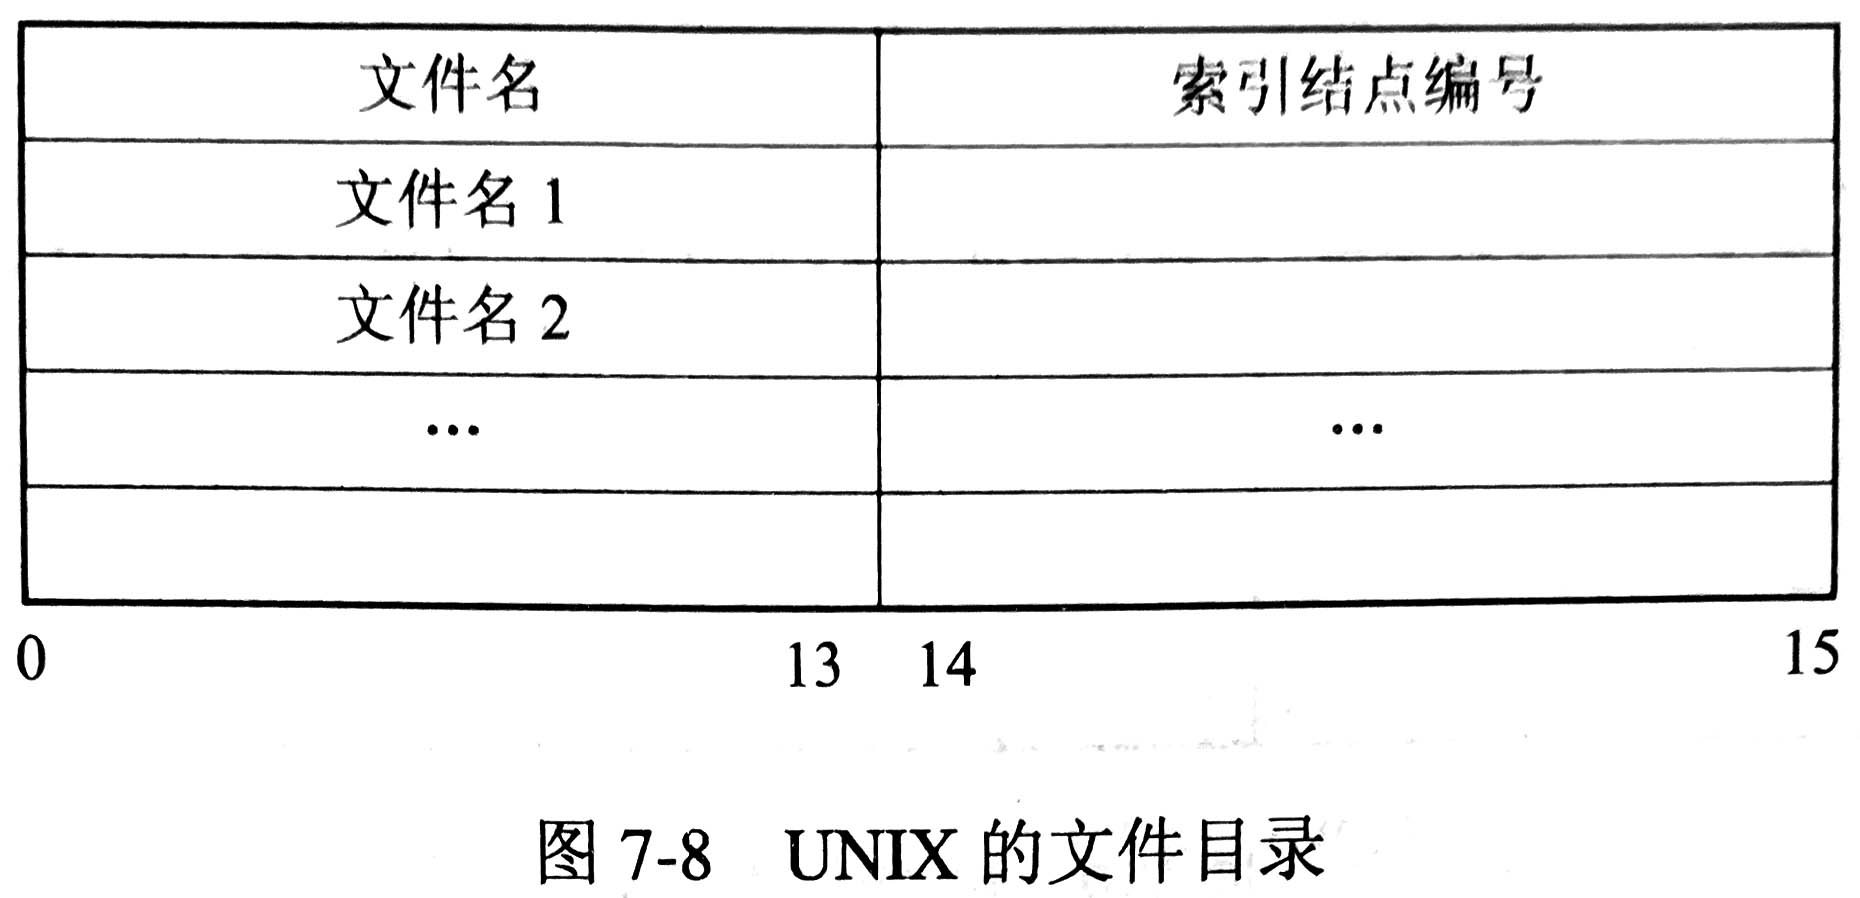 文件名 索引结点编号
文件名 1
文件名 2
... ...
0 13 14 15
图 7-8 UNIX 的文件目录